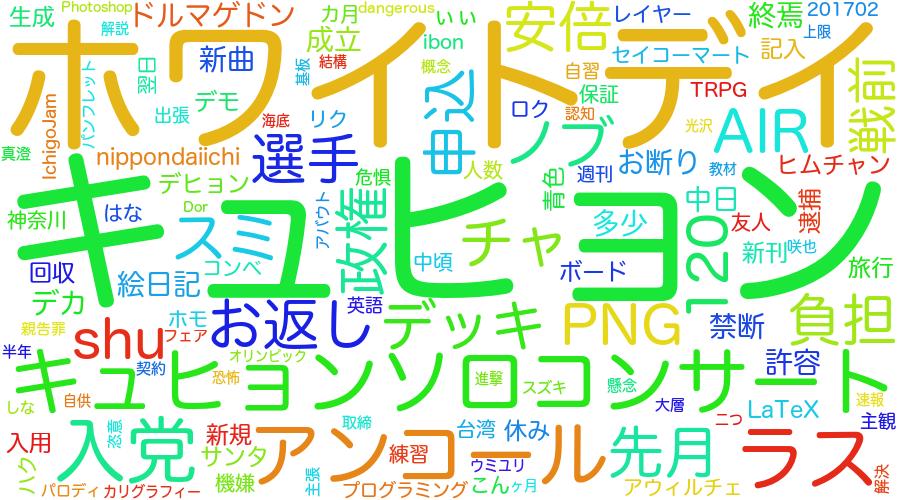 Photoshop
dangerous
生成
解説
ドルマゲドン
カ月
いい
安倍
レイヤー
終焉
201702
上限
ホワイトデイ
新曲
成立
ibon
セイコーマート
記入
翌日
基板
結構
概念
自習
パンフレット
デモ
TRPG
保証
出張
海底
リク
申込
ロク
ノブ
認知
AIR
光沢
戦前
IchigoJam
真澄
nippondaiichi
選手
人数
週刊
お断り
教材
ヒムチャン
デヒョン
危惧
青色
中日
逮捕
キュヒョン
神奈川
はな
Dor
アバウト
スミ
政権
チャ
多少
120
友人
新刊
咲也
回収
コンベ
中頃
ボード
旅行
絵日記
デカ
お返し
英語
デッキ
PNG
禁断
負担
親告罪
shu
ホモ
フェア
半年
契約
オリンピック
許容
キュヒョンソロコンサート
恐怖
進撃
スズキ
懸念
しな
自供
大層
速報
LaTeX
主観
入党
恣意
取締
台湾
休み
二つ
入用
新規
アンコール
先月
ラス
サンタ
練習
ハク
機嫌
主張
ウミユリ
こん
ヶ月
アウィルチェ
解決
パロディ
カリグラフィー
プログラミング